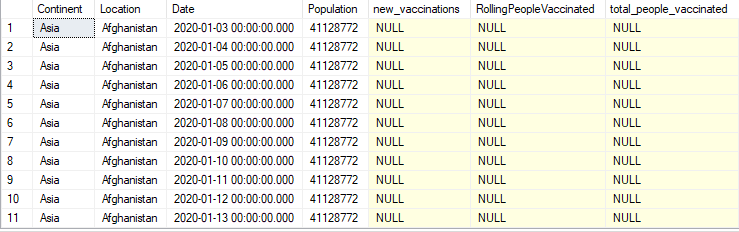 Continent Location Date Population new_vaccinations RollingPeopleVaccinated total_people_vaccinated
1 Asia Afghanistan 2020-01-03 00:00:00.000 41128772 NULL NULL NULL
2 Asia Afghanistan 2020-01-04 00:00:00.000 41128772 NULL NULL NULL
3 Asia Afghanistan 2020-01-05 00:00:00.000 41128772 NULL NULL NULL
4 Asia Afghanistan 2020-01-06 00:00:00.000 41128772 NULL NULL NULL
5 Asia Afghanistan 2020-01-07 00:00:00.000 41128772 NULL NULL NULL
6 Asia Afghanistan 2020-01-08 00:00:00.000 41128772 NULL NULL NULL
7 Asia Afghanistan 2020-01-09 00:00:00.000 41128772 NULL NULL NULL
8 Asia Afghanistan 2020-01-10 00:00:00.000 41128772 NULL NULL NULL
9 Asia Afghanistan 2020-01-11 00:00:00.000 41128772 NULL NULL NULL
10 Asia Afghanistan 2020-01-12 00:00:00.000 41128772 NULL NULL NULL
11 Asia Afghanistan 2020-01-13 00:00:00.000 41128772 NULL NULL NULL